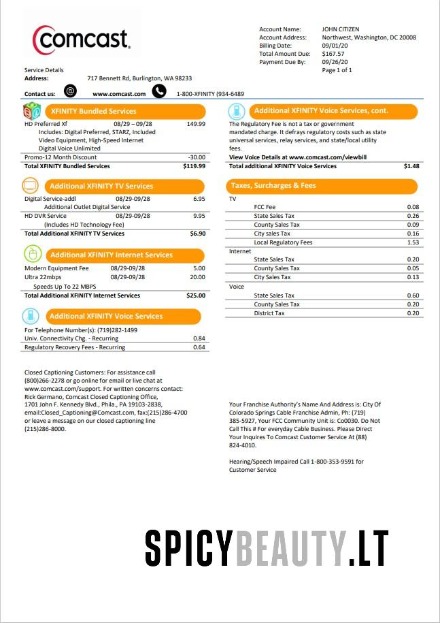 comcast.
Account Name: JOHN CITIZEN
Account Address: Northwest, Washington, DC 20008
Billing Date: 09/01/20
Total Amount Due: $167.57
Payment Due By: 09/26/20
Page 1 of 1
Service Details
Address: 717 Bennett Rd, Burlington, WA 98233
Contact us: www.comcast.com 1-800-XFINITY (934-6489
XFINITY Bundled Services
HD Preferred Xf 08/29 – 09/28 149.99
Includes: Digital Preferred, STARZ, Included
Video Equipment, High-Speed Internet
Digital Voice Unlimited
Promo-12 Month Discount -30.00
Total XFINITY Bundled Services $119.99
Additional XFINITY TV Services
Digital Service-addl 08/29-09/28 6.95
Additional Outlet Digital Service
HD DVR Service 08/29-09/28 9.95
(Includes HD Technology Fee)
Total Additional XFINITY TV Services $6.90
Additional XFINITY Internet Services
Modern Equipment Fee 08/29-09/28 5.00
Ultra 22mbps 08/29-09/28 20.00
Speeds Up To 22 MBPS
Total Additional XFINITY Internet Services $25.00
Additional XFINITY Voice Services
For Telephone Number(s): (719)282-1499
Univ. Connectivity Chg. - Recurring 0.84
Regulatory Recovery Fees - Recurring 0.64
Closed Captioning Customers: For assistance call
(800)266-2278 or go online for email or live chat at
www.comcast.com/support. For written concerns contact:
Rick Germano, Comcast Closed Captioning Office,
1701 John F. Kennedy Blvd., Phila., PA 19103-2838,
email:Closed_Captioning@Comcast.com, fax:(215)286-4700
or leave a message on our closed captioning line
(215)286-8000.
Additional XFINITY Voice Services, cont.
The Regulatory Fee is not a tax or government
mandated charge. It defrays regulatory costs such as state
universal services, relay services, and state/local utility
fees.
View Voice Details at www.comcast.com/viewbill
Total additional XFINITY Voice Services $1.48
Taxes, Surcharges & Fees
TV
FCC Fee 0.08
State Sales Tax 0.26
County Sales Tax 0.09
City sales Tax 0.16
Local Regulatory Fees 1.53
Internet
State Sales Tax 0.20
County Sales Tax 0.05
City Sales Tax 0.13
Voice
State Sales Tax 0.60
County Sales Tax 0.20
District Tax 0.20
Your Franchise Authority's Name And Address is: City Of
Colorado Springs Cable Franchise Admin, Ph: (719)
385-5927, Your FCC Community Unit is: Co0030. Do Not
Call This # For everyday Cable Business. Please Direct
Your Inquires To Comcast Customer Service At (88)
824-4010.
Hearing/Speech Impaired Call 1-800-353-9591 for
Customer Service
SPICYBEAUTY.LT